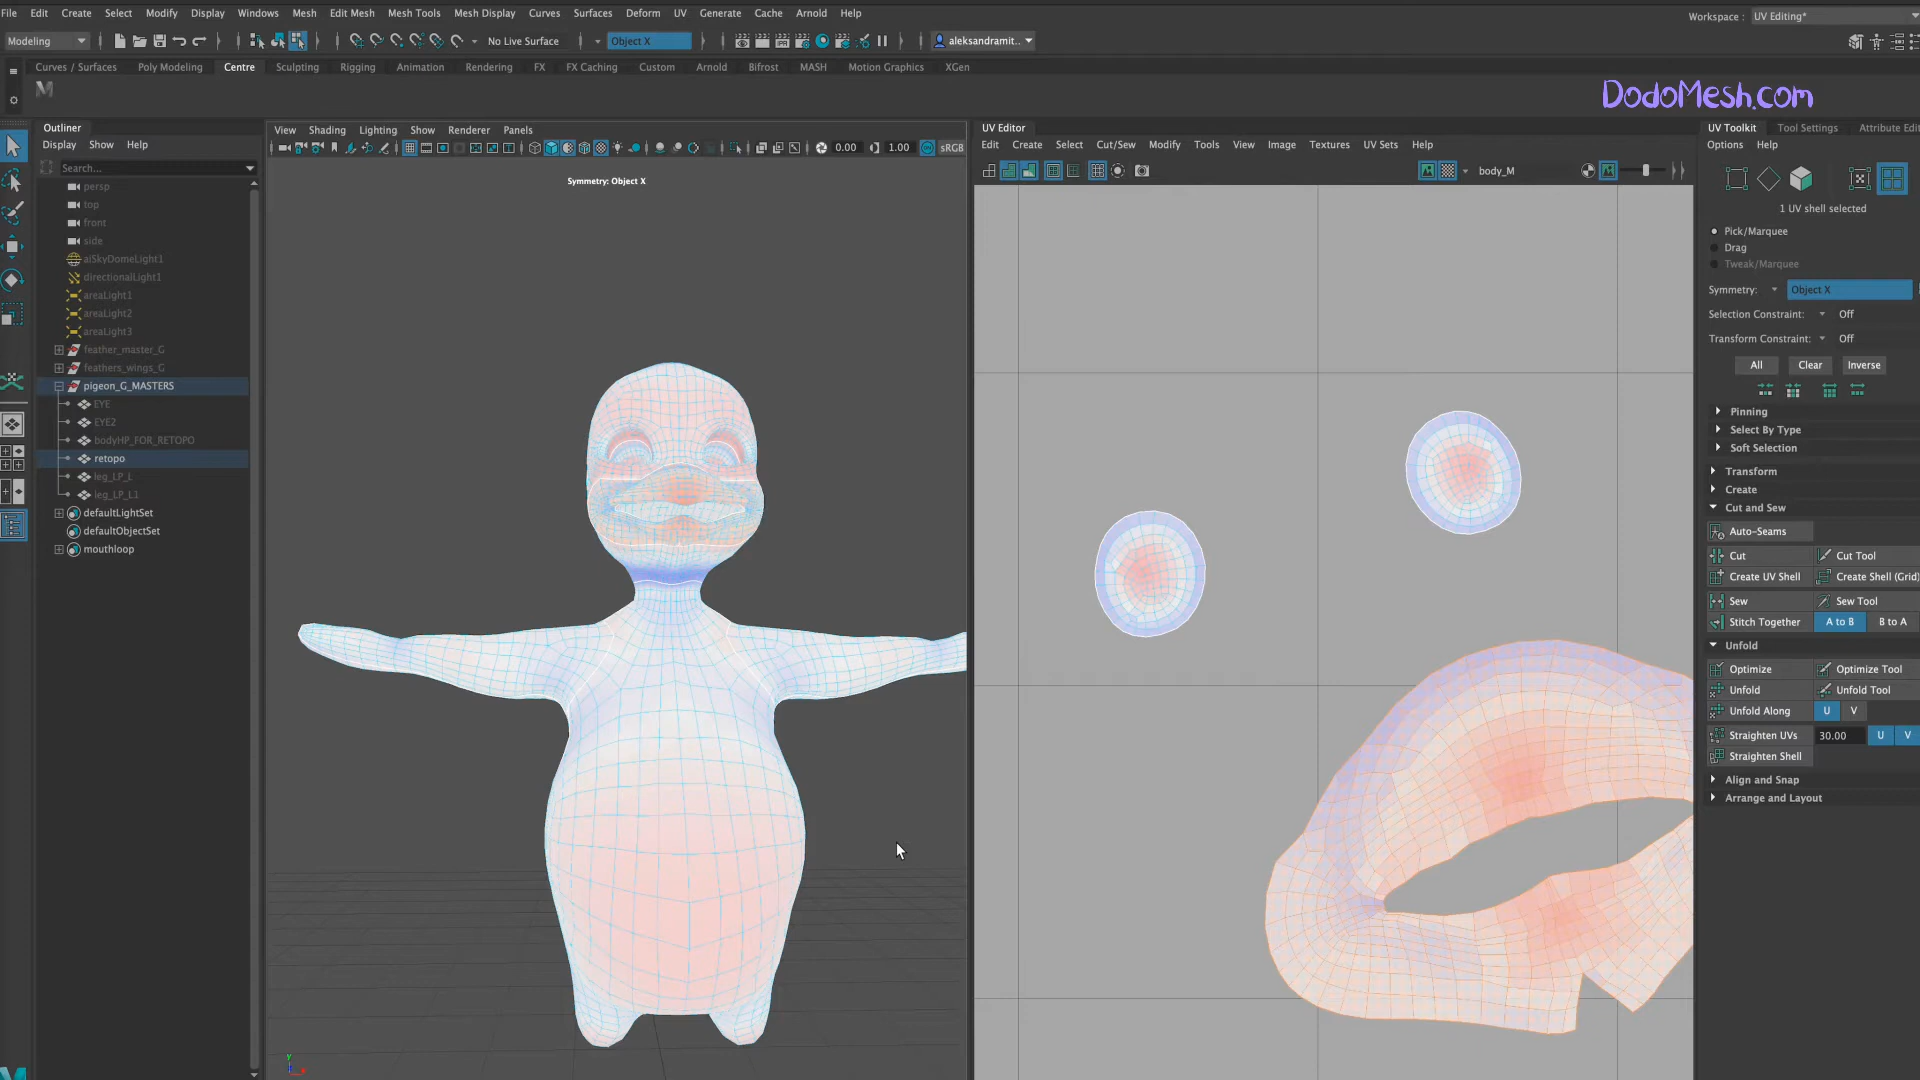 File Edit Create Select Modify Display Windows Mesh Edit Mesh Mesh Tools Mesh Display Curves Surfaces Deform UV Generate Cache Arnold Help
Workspace : UV Editing*
Modeling No Live Surface Object X aleksandramit..
Curves / Surfaces Poly Modeling Centre Sculpting Rigging Animation Rendering FX FX Caching Custom Arnold Bifrost MASH Motion Graphics XGen
DodoMesh.com
Outliner
Display Show Help
Search...
persp
top
front
side
aiSkyDomeLight1
directionalLight1
areaLight1
areaLight2
areaLight3
feather_master_G
feathers_wings_G
pigeon_G_MASTERS
EYE
EYE2
bodyHP_FOR_RETOPO
retopo
leg_LP_L
leg_LP_L1
defaultLightSet
defaultObjectSet
mouthloop
View Shading Lighting Show Renderer Panels
0.00 1.00 sRGB
Symmetry: Object X
UV Editor
Edit Create Select Cut/Sew Modify Tools View Image Textures UV Sets Help
body_M
UV Toolkit Tool Settings Attribute Edi
Options Help
1 UV shell selected
Pick/Marquee
Drag
Tweak/Marquee
Symmetry: Object X
Selection Constraint: Off
Transform Constraint: Off
All Clear Inverse
Pinning
Select By Type
Soft Selection
Transform
Create
Cut and Sew
Auto-Seams
Cut Cut Tool
Create UV Shell Create Shell (Grid)
Sew Sew Tool
Stitch Together A to B B to A
Unfold
Optimize Optimize Tool
Unfold Unfold Tool
Unfold Along U V
Straighten UVs 30.00 U V
Straighten Shell
Align and Snap
Arrange and Layout